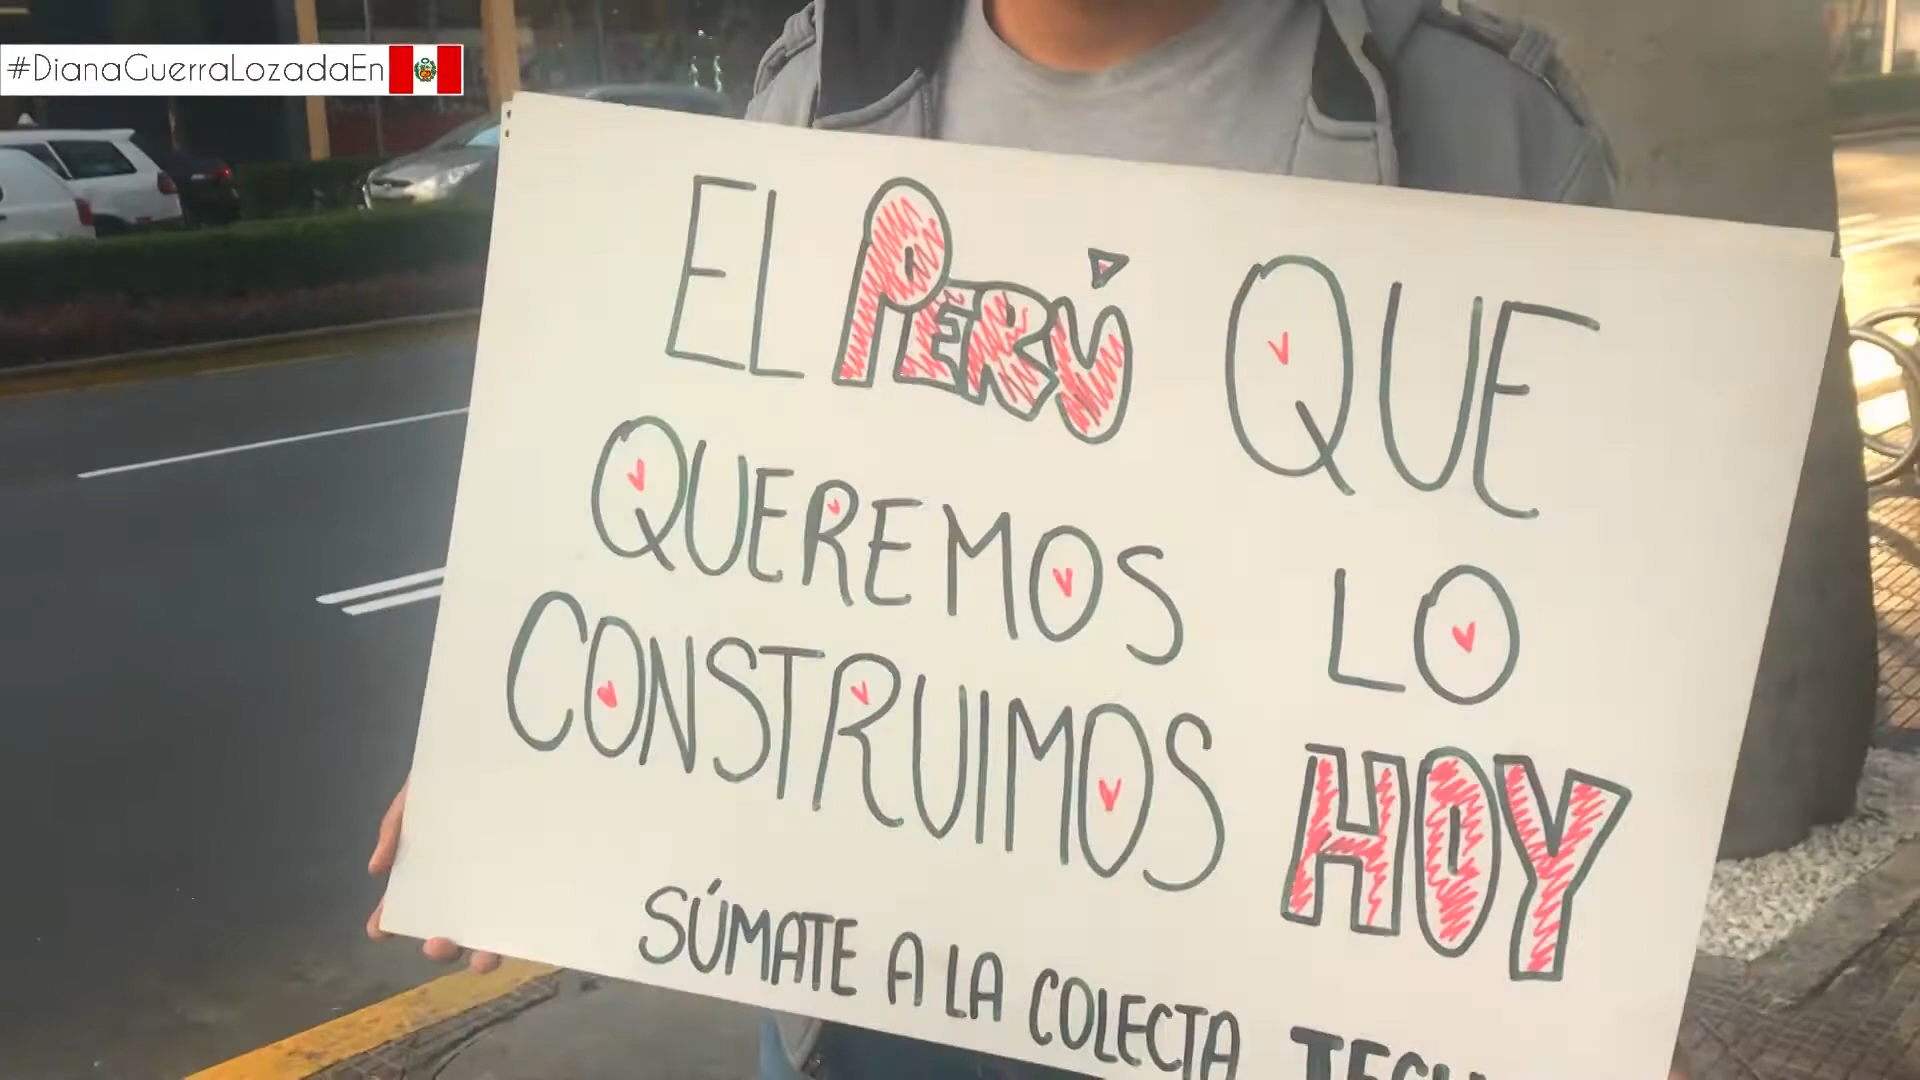 #DianaGuerraLozadaEn
EL PERÚ QUE
QUEREMOS LO
CONSTRUIMOS HOY
SÚMATE A LA COLECTA